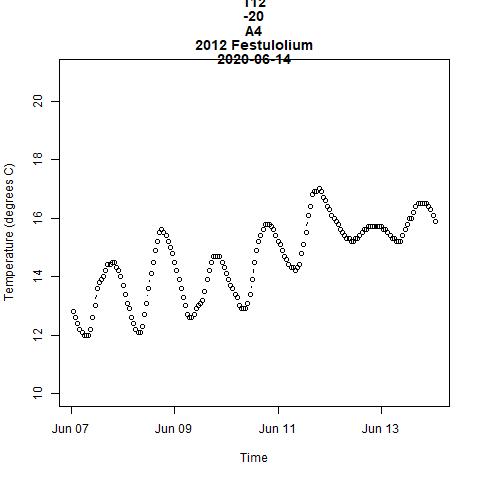 T12
-20
A4
2012 Festulolium
2020-06-14
Temperature (degrees C)
20
18
16
14
12
10
Jun 07 Jun 09 Jun 11 Jun 13
Time